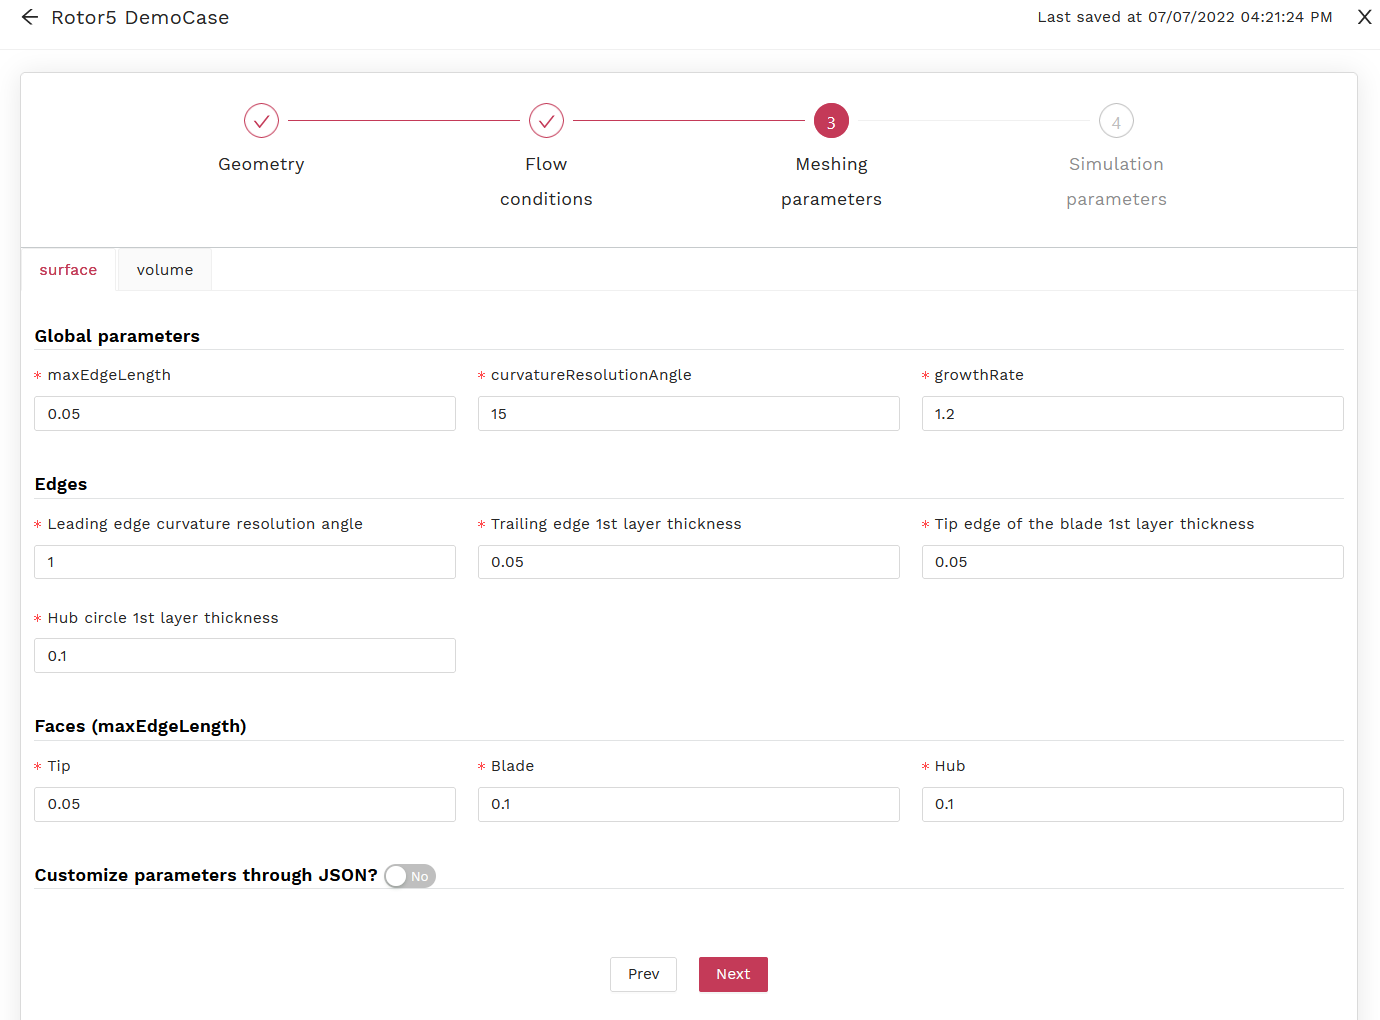 Rotor5 DemoCase
Last saved at 07/07/2022 04:21:24 PM
3
4
Geometry
Flow
conditions
Meshing
parameters
Simulation
parameters
surface
volume
Global parameters
* maxEdgeLength
* curvatureResolutionAngle
* growthRate
0.05
15
1.2
Edges
* Leading edge curvature resolution angle
* Trailing edge 1st layer thickness
* Tip edge of the blade 1st layer thickness
1
0.05
0.05
* Hub circle 1st layer thickness
0.1
Faces (maxEdgeLength)
* Tip
* Blade
* Hub
0.05
0.1
0.1
Customize parameters through JSON?
No
Prev
Next